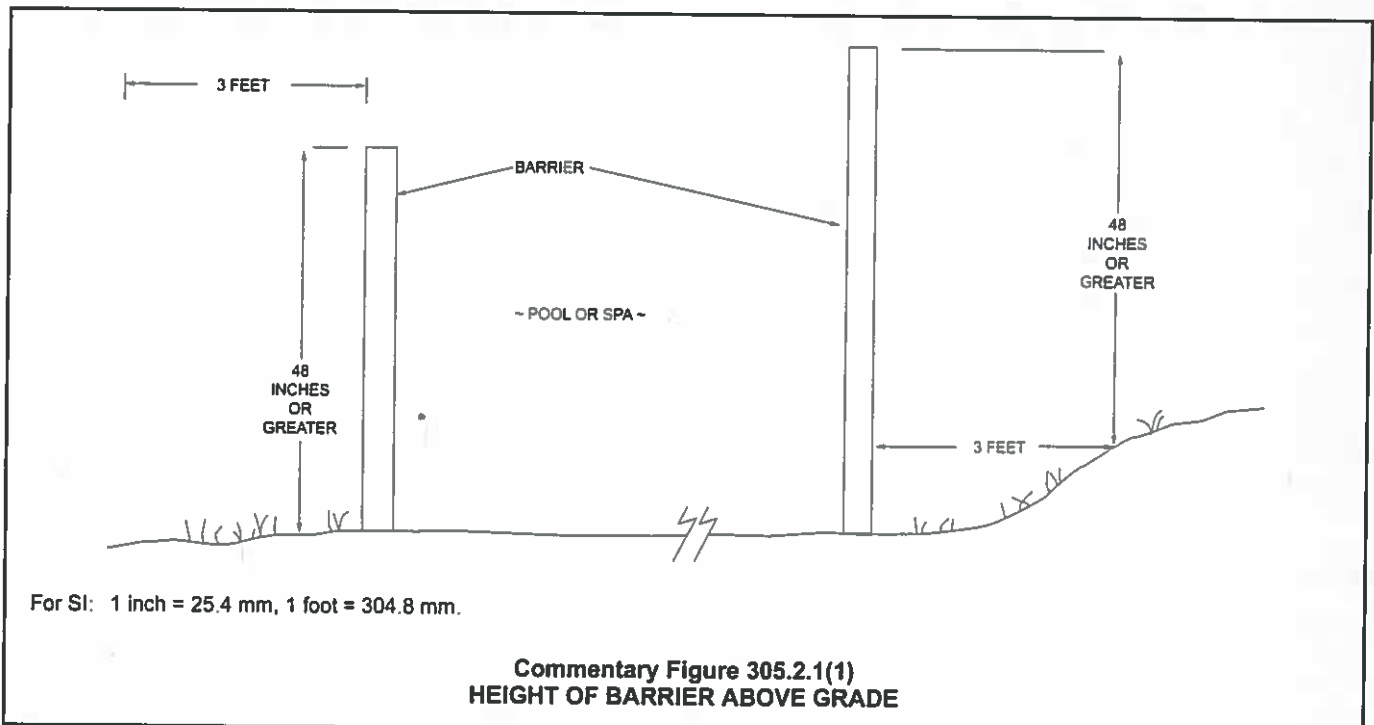 3 FEET
BARRIER
48
INCHES
OR
GREATER
~ POOL OR SPA ~
48
INCHES
OR
GREATER
3 FEET
For SI: 1 inch = 25.4 mm, 1 foot = 304.8 mm.
Commentary Figure 305.2.1(1)
HEIGHT OF BARRIER ABOVE GRADE